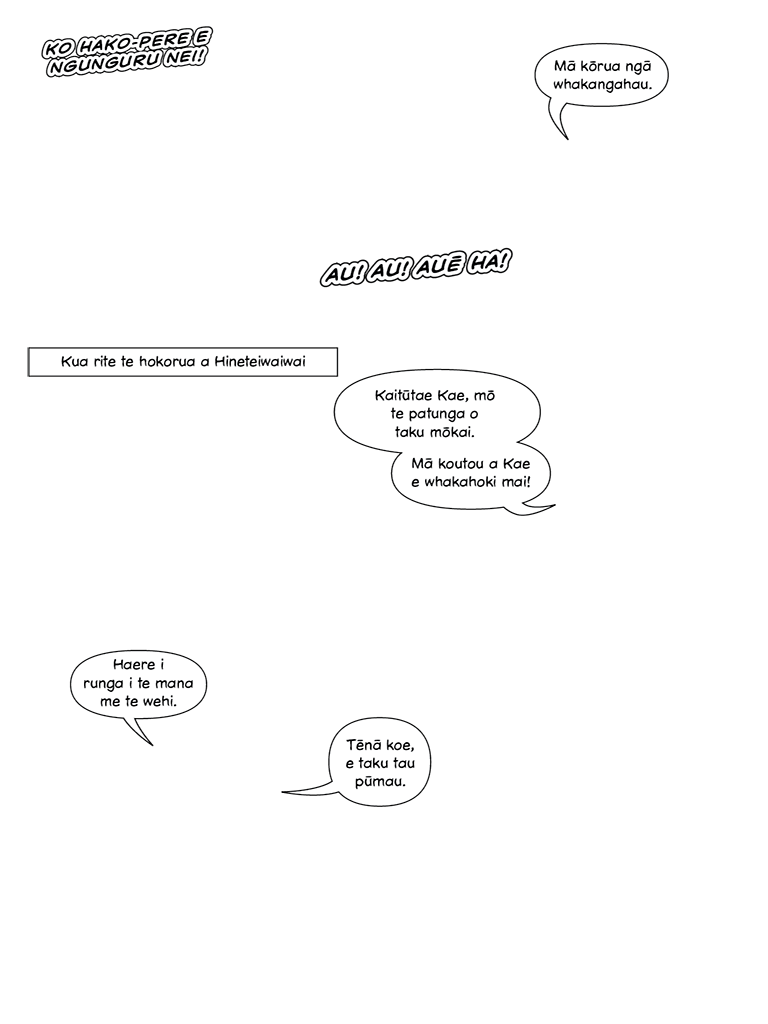 KO HAKO-PERE E
NGUNGURU NEI!
Mā kōrua ngā
whakangahau.
AU! AU! AUĒ HA!
Kua rite te hokorua a Hineteiwaiwai
Kaitūtae Kae, mō
te patunga o
taku mōkai.
Mā koutou a Kae
e whakahoki mai!
Haere i
runga i te mana
me te wehi.
Tēnā koe,
e taku tau
pūmau.